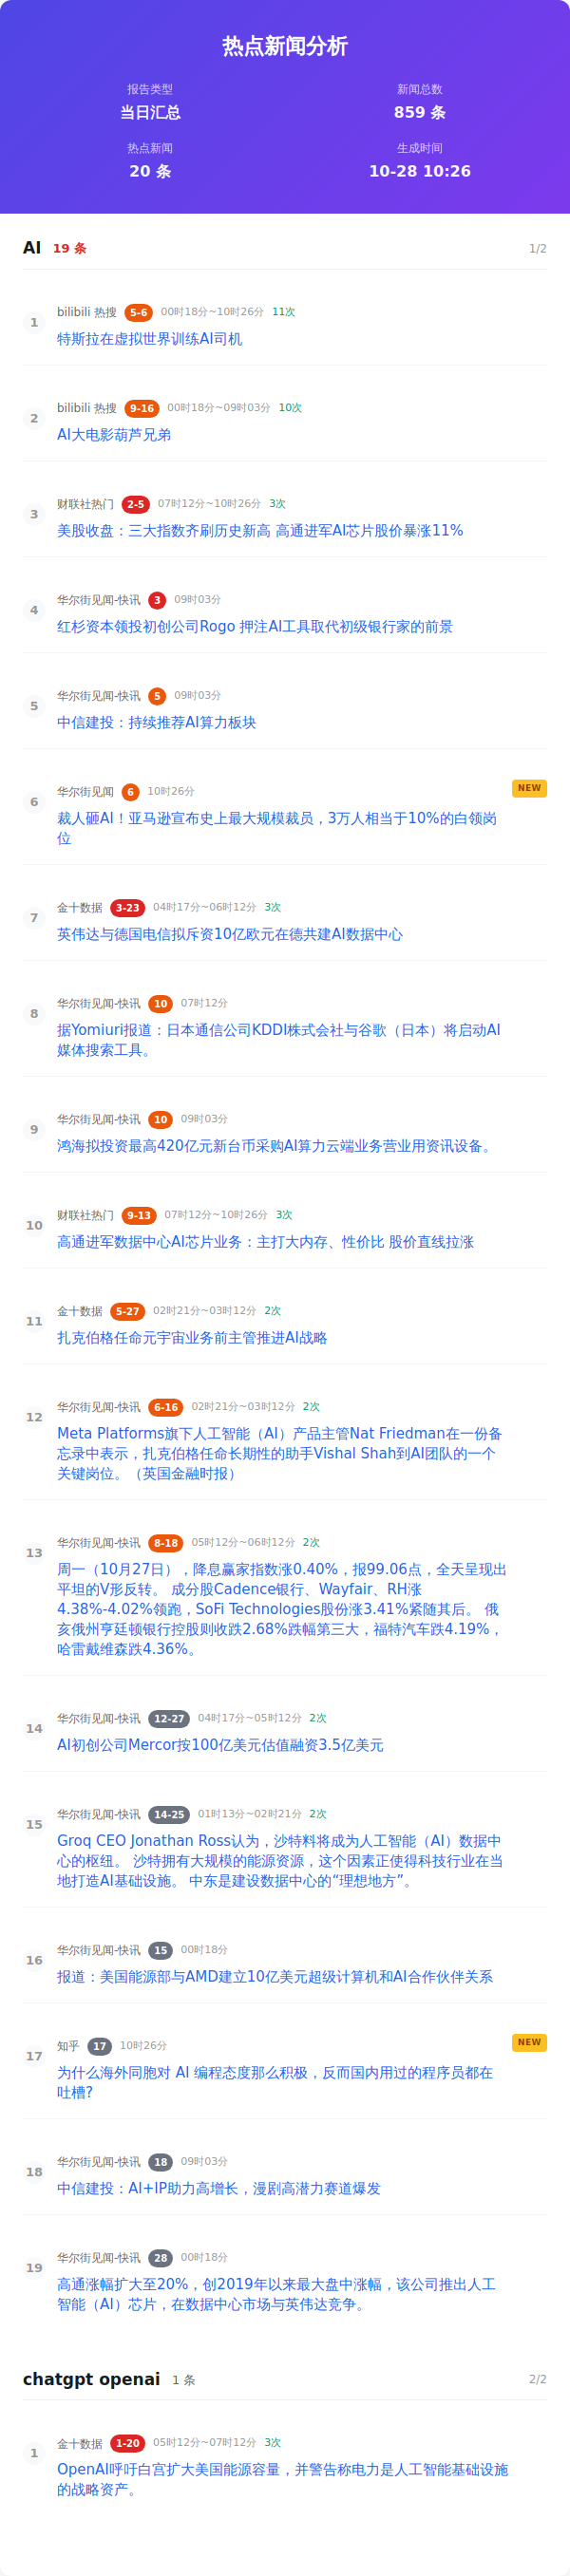 热点新闻分析
报告类型
新闻总数
当日汇总
859 条
热点新闻
生成时间
20 条
10-28 10:26
AI 19 条 1/2
1 bilibili 热搜 5-6 00时18分~10时26分 11次
特斯拉在虚拟世界训练AI司机
2 bilibili 热搜 9-16 00时18分~09时03分 10次
AI大电影葫芦兄弟
3 财联社热门 2-5 07时12分~10时26分 3次
美股收盘：三大指数齐刷历史新高 高通进军AI芯片股价暴涨11%
4 华尔街见闻-快讯 3 09时03分
红杉资本领投初创公司Rogo 押注AI工具取代初级银行家的前景
5 华尔街见闻-快讯 5 09时03分
中信建投：持续推荐AI算力板块
6 华尔街见闻 6 10时26分 NEW
裁人砸AI！亚马逊宣布史上最大规模裁员，3万人相当于10%的白领岗
位
7 金十数据 3-23 04时17分~06时12分 3次
英伟达与德国电信拟斥资10亿欧元在德共建AI数据中心
8 华尔街见闻-快讯 10 07时12分
据Yomiuri报道：日本通信公司KDDI株式会社与谷歌（日本）将启动AI
媒体搜索工具。
9 华尔街见闻-快讯 10 09时03分
鸿海拟投资最高420亿元新台币采购AI算力云端业务营业用资讯设备。
10 财联社热门 9-13 07时12分~10时26分 3次
高通进军数据中心AI芯片业务：主打大内存、性价比 股价直线拉涨
11 金十数据 5-27 02时21分~03时12分 2次
扎克伯格任命元宇宙业务前主管推进AI战略
12 华尔街见闻-快讯 6-16 02时21分~03时12分 2次
Meta Platforms旗下人工智能（AI）产品主管Nat Friedman在一份备
忘录中表示，扎克伯格任命长期性的助手Vishal Shah到AI团队的一个
关键岗位。（英国金融时报）
13 华尔街见闻-快讯 8-18 05时12分~06时12分 2次
周一（10月27日），降息赢家指数涨0.40%，报99.06点，全天呈现出
平坦的V形反转。 成分股Cadence银行、Wayfair、RH涨
4.38%-4.02%领跑，SoFi Technologies股份涨3.41%紧随其后。 俄
亥俄州亨廷顿银行控股则收跌2.68%跌幅第三大，福特汽车跌4.19%，
哈雷戴维森跌4.36%。
14 华尔街见闻-快讯 12-27 04时17分~05时12分 2次
AI初创公司Mercor按100亿美元估值融资3.5亿美元
15 华尔街见闻-快讯 14-25 01时13分~02时21分 2次
Groq CEO Jonathan Ross认为，沙特料将成为人工智能（AI）数据中
心的枢纽。 沙特拥有大规模的能源资源，这个因素正使得科技行业在当
地打造AI基础设施。 中东是建设数据中心的“理想地方”。
16 华尔街见闻-快讯 15 00时18分
报道：美国能源部与AMD建立10亿美元超级计算机和AI合作伙伴关系
17 知乎 17 10时26分 NEW
为什么海外同胞对 AI 编程态度那么积极，反而国内用过的程序员都在
吐槽?
18 华尔街见闻-快讯 18 09时03分
中信建投：AI+IP助力高增长，漫剧高潜力赛道爆发
19 华尔街见闻-快讯 28 00时18分
高通涨幅扩大至20%，创2019年以来最大盘中涨幅，该公司推出人工
智能（AI）芯片，在数据中心市场与英伟达竞争。
chatgpt openai 1 条 2/2
1 金十数据 1-20 05时12分~07时12分 3次
OpenAI呼吁白宫扩大美国能源容量，并警告称电力是人工智能基础设施
的战略资产。